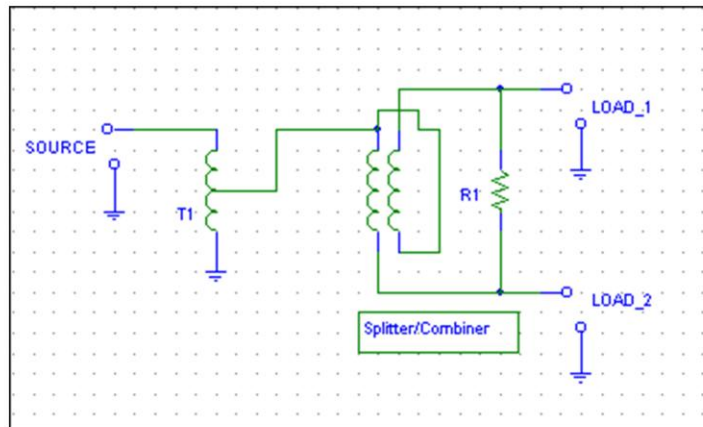 LOAD_1
SOURCE
R1
T1
LOAD_2
Splitter/Combiner